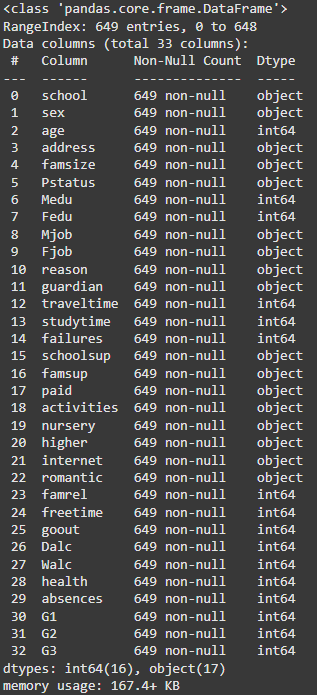 <class 'pandas.core.frame.DataFrame'>
RangeIndex: 649 entries, 0 to 648
Data columns (total 33 columns):
 #   Column      Non-Null Count  Dtype
---  ------      --------------  -----
 0   school      649 non-null    object
 1   sex         649 non-null    object
 2   age         649 non-null    int64
 3   address     649 non-null    object
 4   famsize     649 non-null    object
 5   Pstatus     649 non-null    object
 6   Medu        649 non-null    int64
 7   Fedu        649 non-null    int64
 8   Mjob        649 non-null    object
 9   Fjob        649 non-null    object
 10  reason      649 non-null    object
 11  guardian    649 non-null    object
 12  traveltime  649 non-null    int64
 13  studytime   649 non-null    int64
 14  failures    649 non-null    int64
 15  schoolsup   649 non-null    object
 16  famsup      649 non-null    object
 17  paid        649 non-null    object
 18  activities  649 non-null    object
 19  nursery     649 non-null    object
 20  higher      649 non-null    object
 21  internet    649 non-null    object
 22  romantic    649 non-null    object
 23  famrel      649 non-null    int64
 24  freetime    649 non-null    int64
 25  goout       649 non-null    int64
 26  Dalc        649 non-null    int64
 27  Walc        649 non-null    int64
 28  health      649 non-null    int64
 29  absences    649 non-null    int64
 30  G1          649 non-null    int64
 31  G2          649 non-null    int64
 32  G3          649 non-null    int64
dtypes: int64(16), object(17)
memory usage: 167.4+ KB